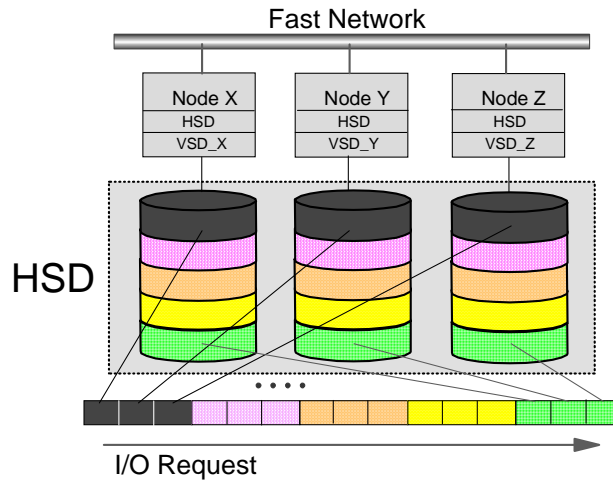 Fast Network
Node X
HSD
VSD_X
Node Y
HSD
VSD_Y
Node Z
HSD
VSD_Z
HSD
I/O Request